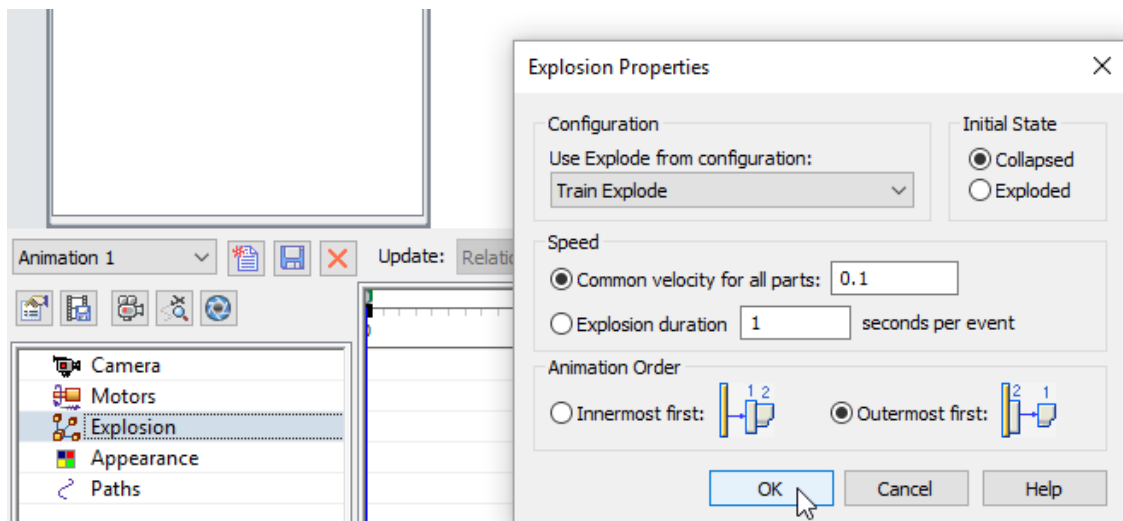 Explosion Properties
Configuration
Use Explode from configuration:
Train Explode
Initial State
Collapsed
Exploded
Speed
Common velocity for all parts: 0.1
Explosion duration 1 seconds per event
Animation Order
Innermost first: 1 2
Outermost first: 2 1
OK Cancel Help
Animation 1 Update:
0
Camera
Motors
Explosion
Appearance
Paths